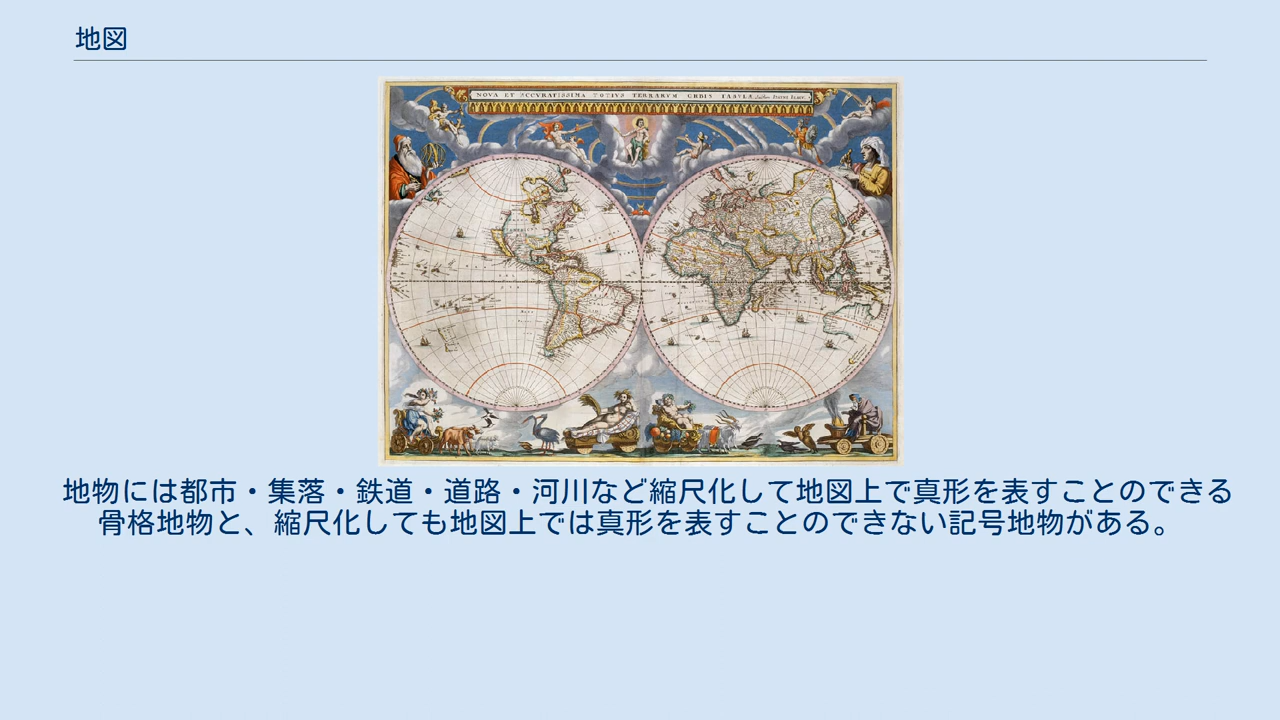 地図
NOVA ET ACCVRATISSIMA TOTIVS TERRARVM ORBIS TABVLA
地物には都市・集落・鉄道・道路・河川など縮尺化して地図上で真形を表すことのできる
骨格地物と、縮尺化しても地図上では真形を表すことのできない記号地物がある。